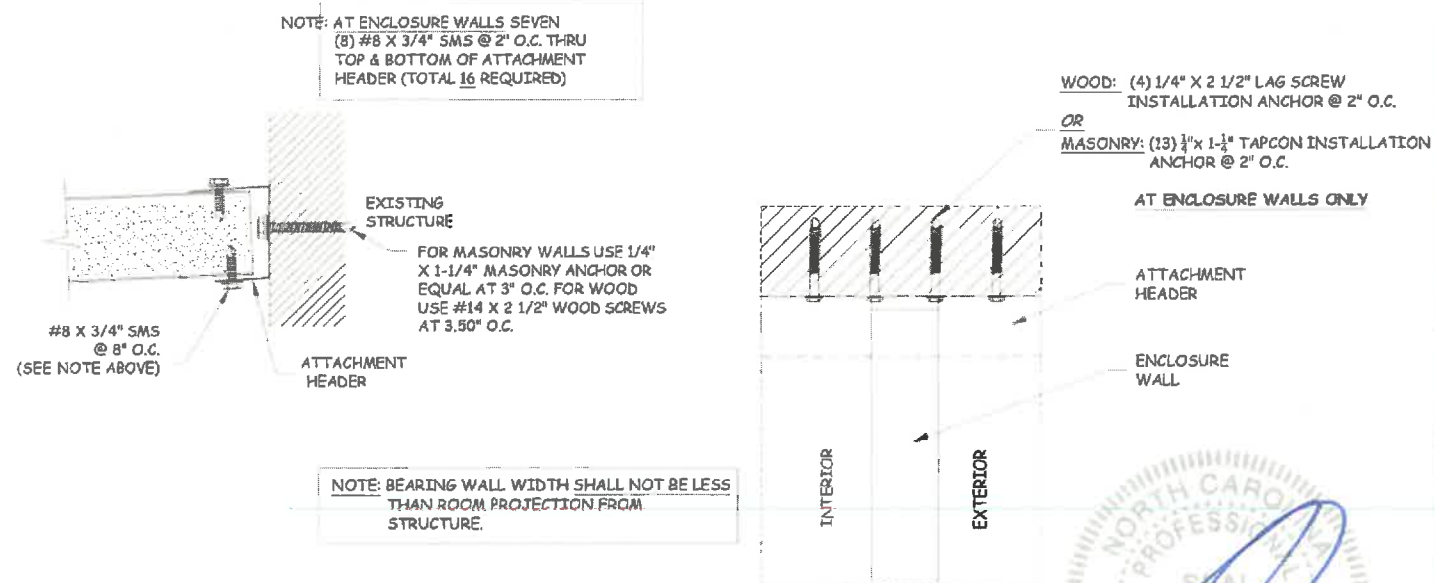 NOTE: AT ENCLOSURE WALLS SEVEN
(8) #8 X 3/4" SMS @ 2" O.C. THRU
TOP & BOTTOM OF ATTACHMENT
HEADER (TOTAL 16 REQUIRED)
WOOD: (4) 1/4" X 2 1/2" LAG SCREW
INSTALLATION ANCHOR @ 2" O.C.
OR
MASONRY: (13) 1/4" x 1-1/4" TAPCON INSTALLATION
ANCHOR @ 2" O.C.
AT ENCLOSURE WALLS ONLY
EXISTING
STRUCTURE
FOR MASONRY WALLS USE 1/4"
X 1-1/4" MASONRY ANCHOR OR
EQUAL AT 3" O.C. FOR WOOD
USE #14 X 2 1/2" WOOD SCREWS
AT 3.50" O.C.
#8 X 3/4" SMS
@ 8" O.C.
(SEE NOTE ABOVE)
ATTACHMENT
HEADER
ATTACHMENT
HEADER
ENCLOSURE
WALL
INTERIOR
EXTERIOR
NOTE: BEARING WALL WIDTH SHALL NOT BE LESS
THAN ROOM PROJECTION FROM
STRUCTURE.
NORTH CAROLINA
PROFESSIONAL